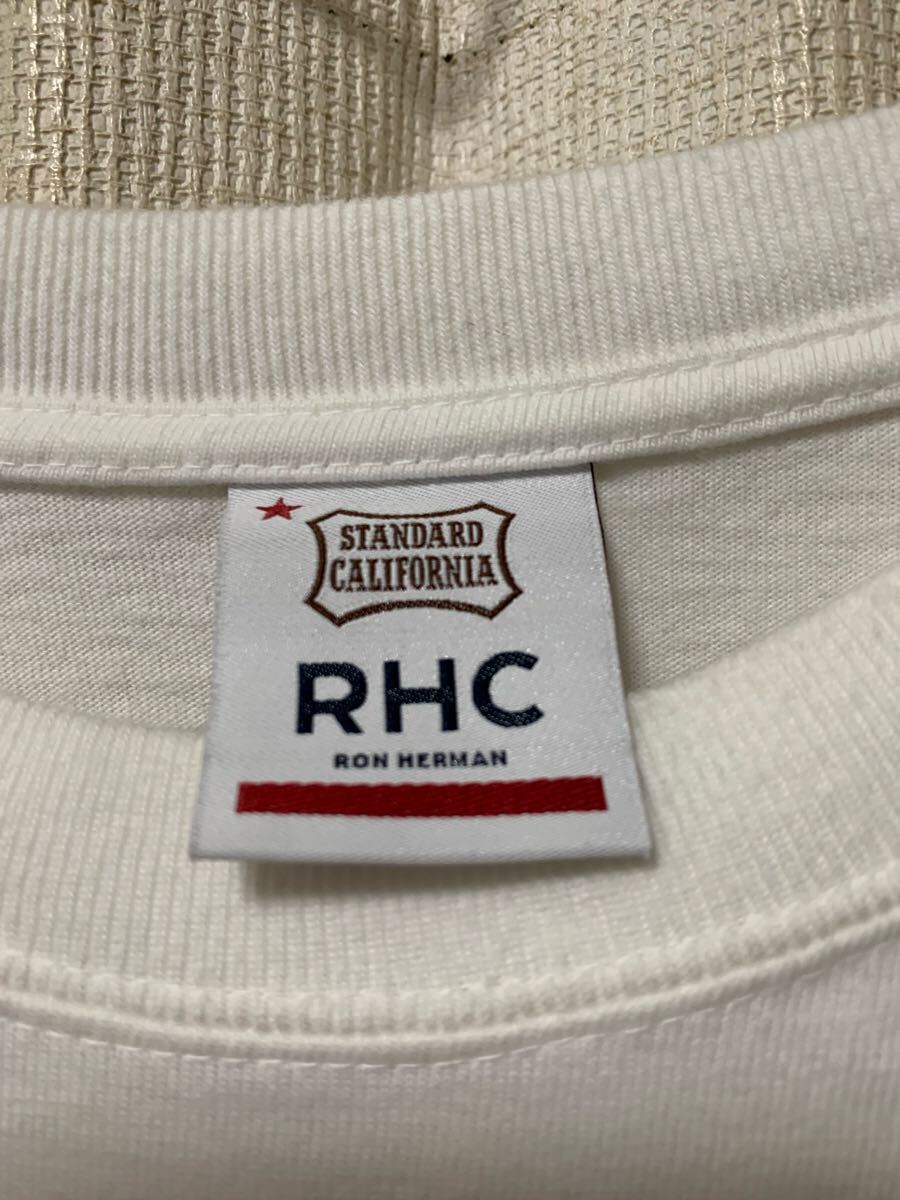 STANDARD
CALIFORNIA
RHC
RON HERMAN